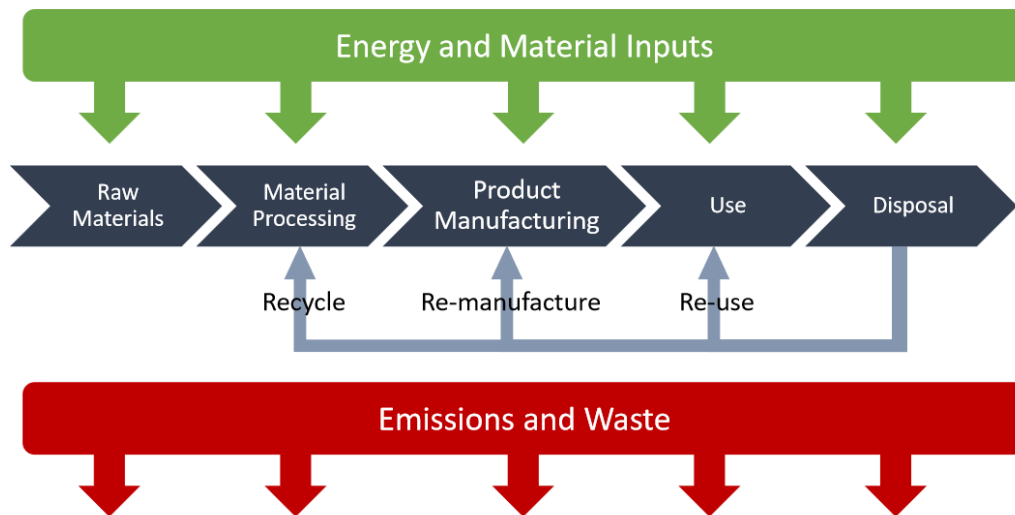 Energy and Material Inputs
Raw
Materials
Material
Processing
Product
Manufacturing
Use
Disposal
Recycle
Re-manufacture
Re-use
Emissions and Waste